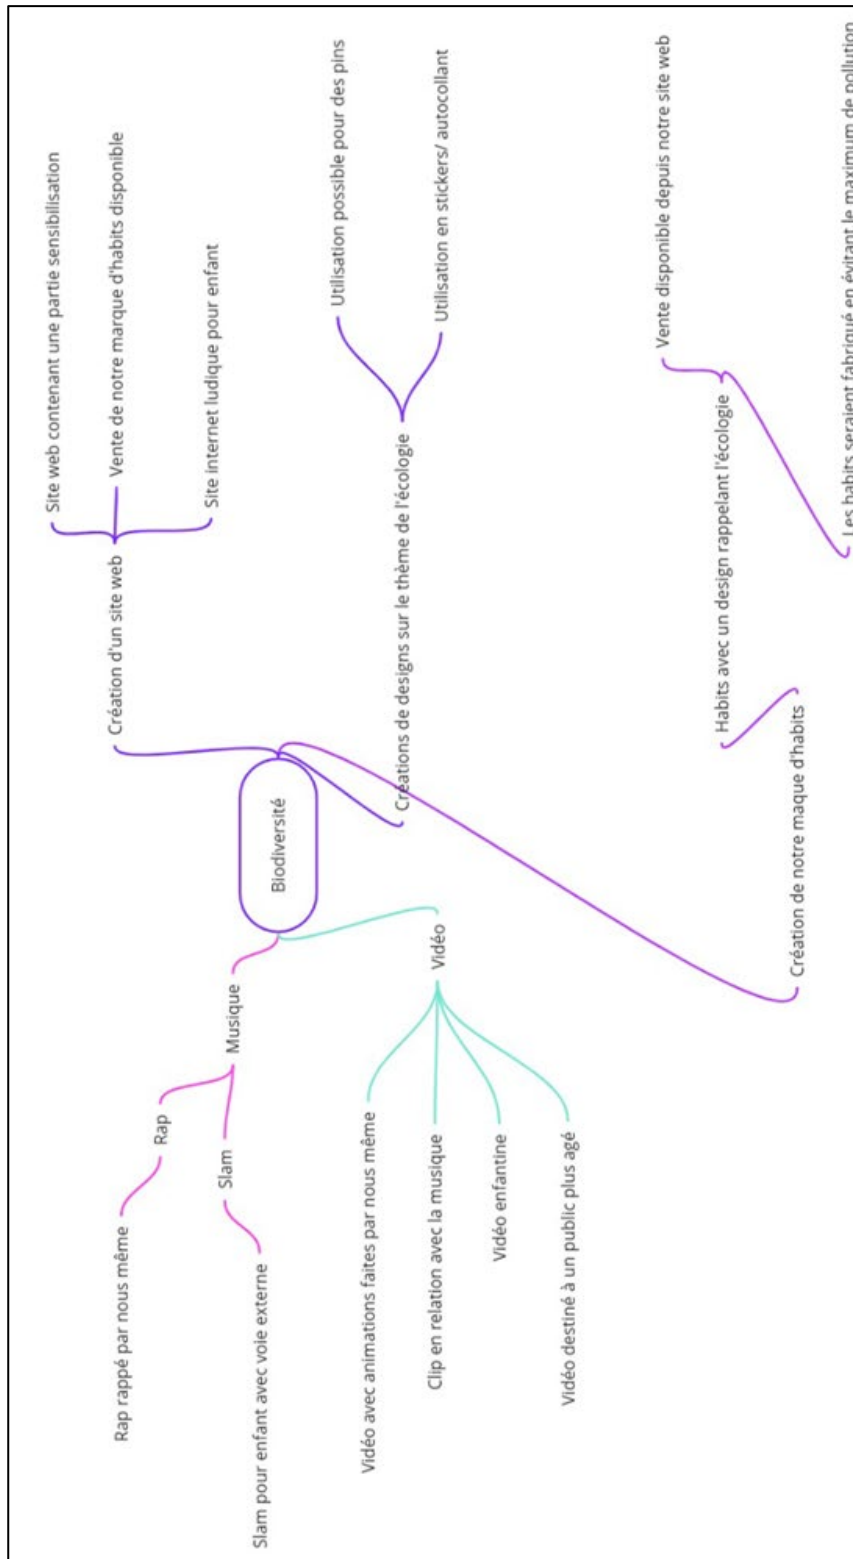 Biodiversité
Musique
Rap
Rap rappé par nous même
Slam
Slam pour enfant avec voie externe
Vidéo
Vidéo avec animations faites par nous même
Clip en relation avec la musique
Vidéo enfantine
Vidéo destiné à un public plus agé
Création d'un site web
Site web contenant une partie sensibilisation
Vente de notre marque d'habits disponible
Site internet ludique pour enfant
Créations de designs sur le thème de l'écologie
Utilisation possible pour des pins
Utilisation en stickers/ autocollant
Création de notre maque d'habits
Habits avec un design rappelant l'écologie
Vente disponible depuis notre site web
Les habits seraient fabriqué en évitant le maximum de pollution